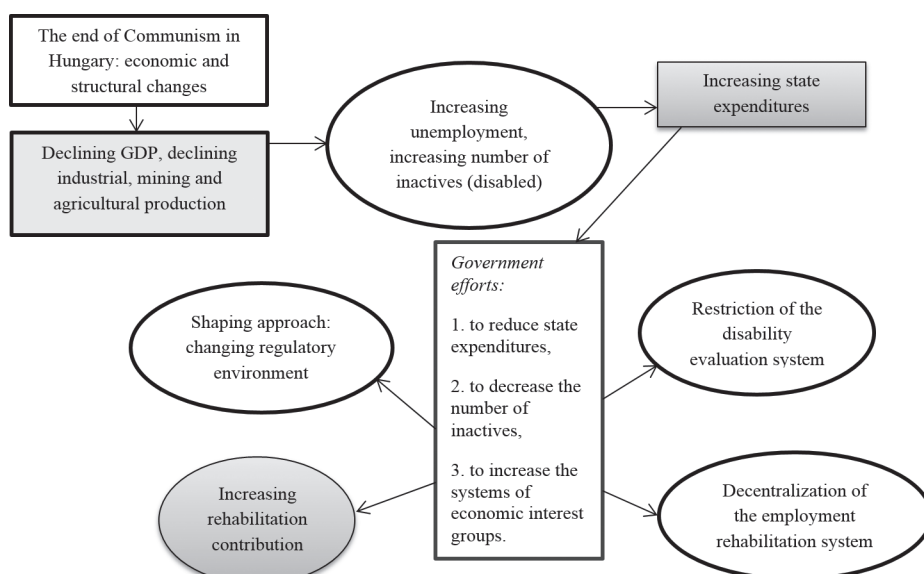 The end of Communism in
Hungary: economic and
structural changes
Declining GDP, declining
industrial, mining and
agricultural production
Increasing
unemployment,
increasing number of
inactives (disabled)
Increasing state
expenditures
Government
efforts:
1. to reduce state
expenditures,
2. to decrease the
number of
inactives,
3. to increase the
systems of
economic interest
groups.
Shaping approach:
changing regulatory
environment
Restriction of the
disability
evaluation system
Increasing
rehabilitation
contribution
Decentralization of
the employment
rehabilitation system